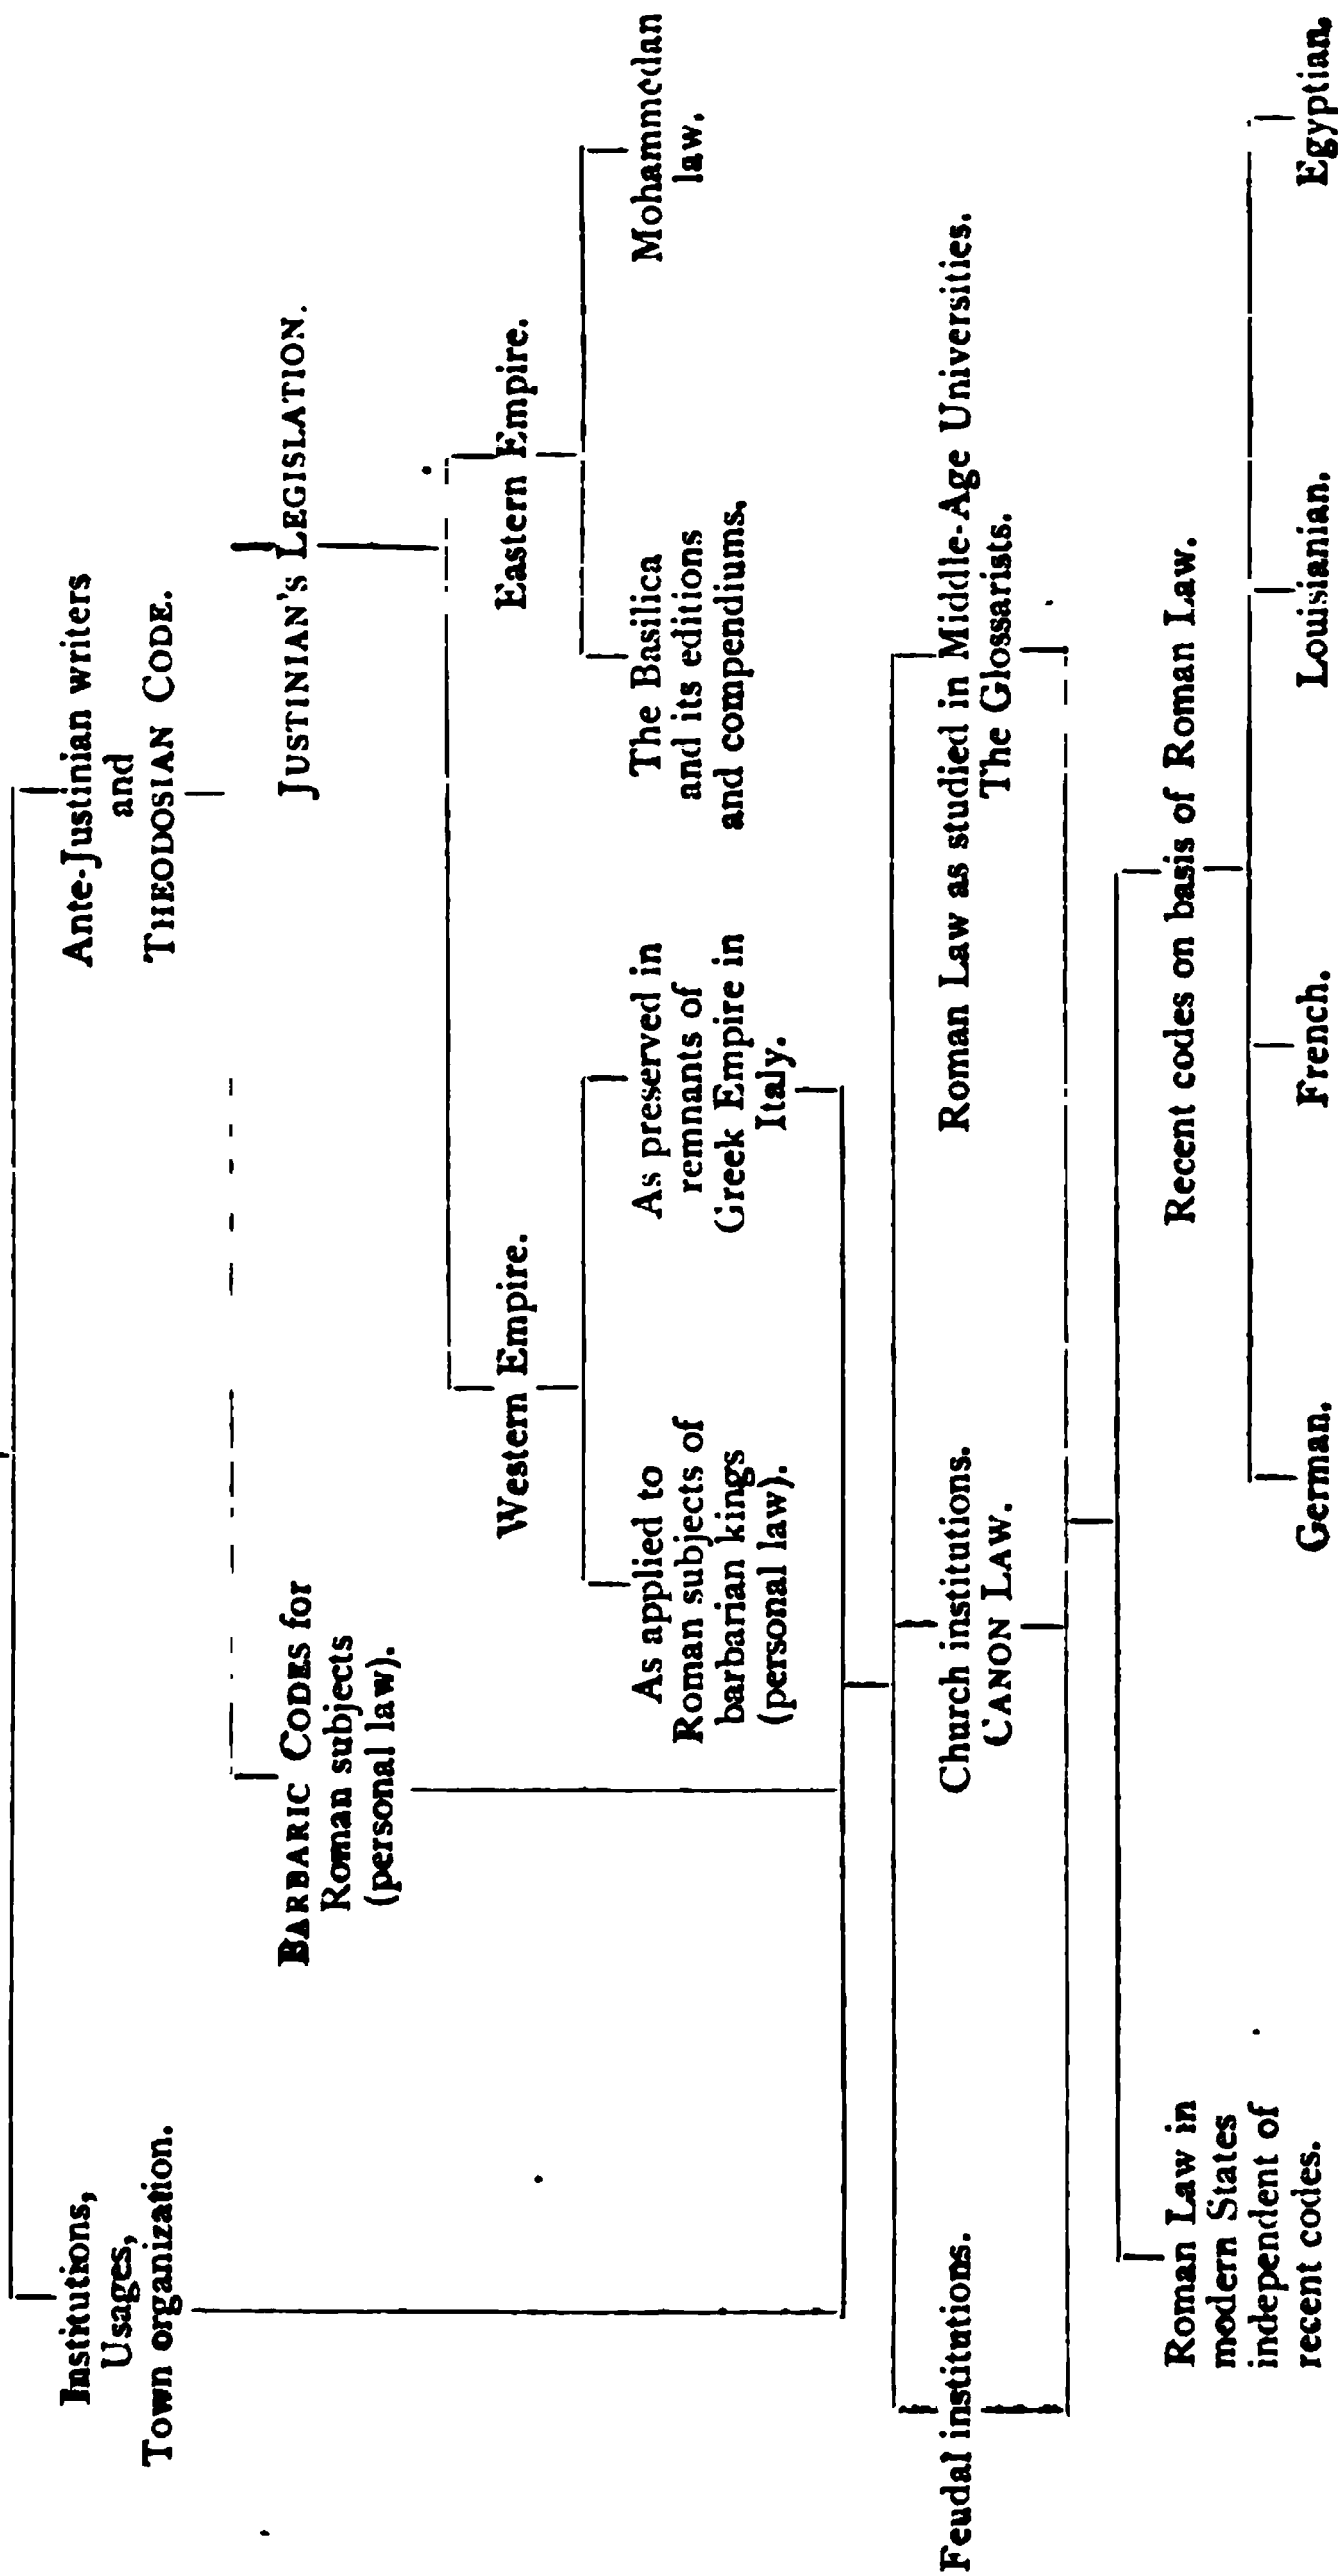 Institutions,
Usages,
Town organization.
Ante-Justinian writers
and
THEODOSIAN CODE.
BARBARIC CODES for
Roman subjects
(personal law).
JUSTINIAN'S LEGISLATION.
Western Empire.
Eastern Empire.
As applied to
Roman subjects of
barbarian kings
(personal law).
As preserved in
remnants of
Greek Empire in
Italy.
The Basilica
and its editions
and compendiums.
Mohammedan
law.
Feudal institutions.
Church institutions.
CANON LAW.
Roman Law as studied in Middle-Age Universities.
The Glossarists.
Roman Law in
modern States
independent of
recent codes.
Recent codes on basis of Roman Law.
German.
French.
Louisianian.
Egyptian.